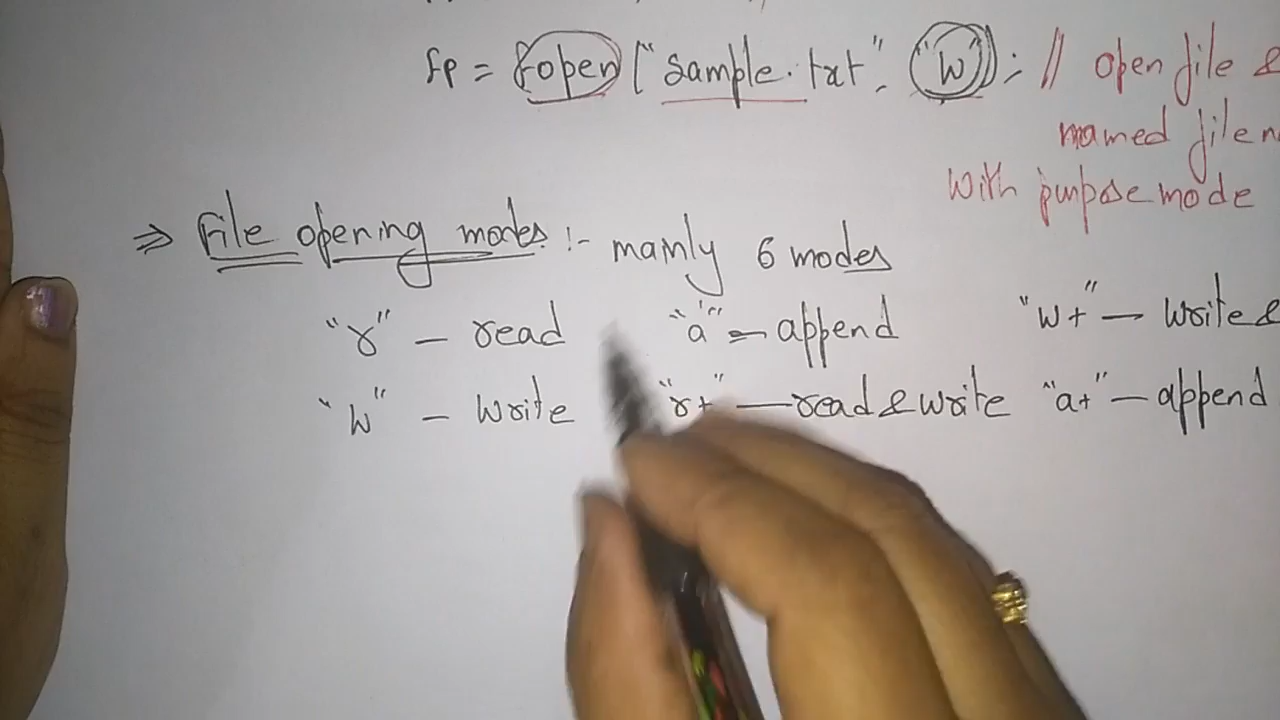 fp = fopen("sample.txt", "w"); // open file &
named file n
with purpose mode
⇒ File opening modes :- mainly 6 modes
"r" — read "a" — append "w+" — write &
"w" — write "r+" — read & write "a+" — append